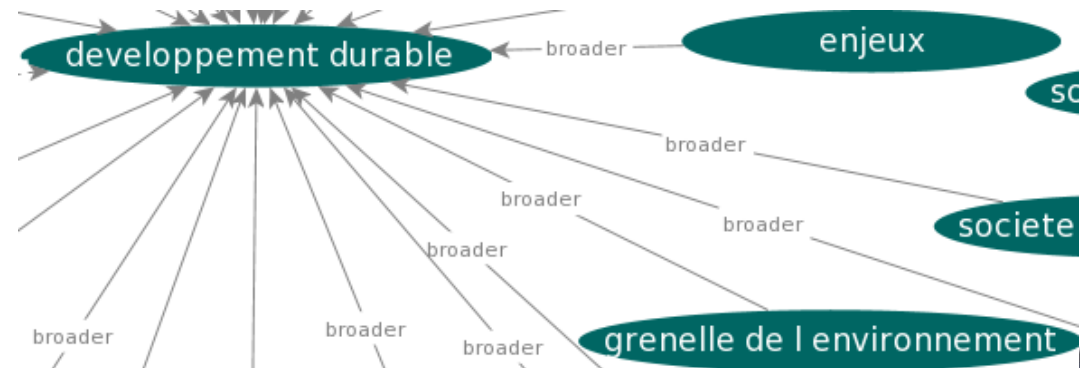 developpement durable
broader
enjeux
broader
broader
broader
societe
broader
broader
broader
broader
grenelle de l environnement